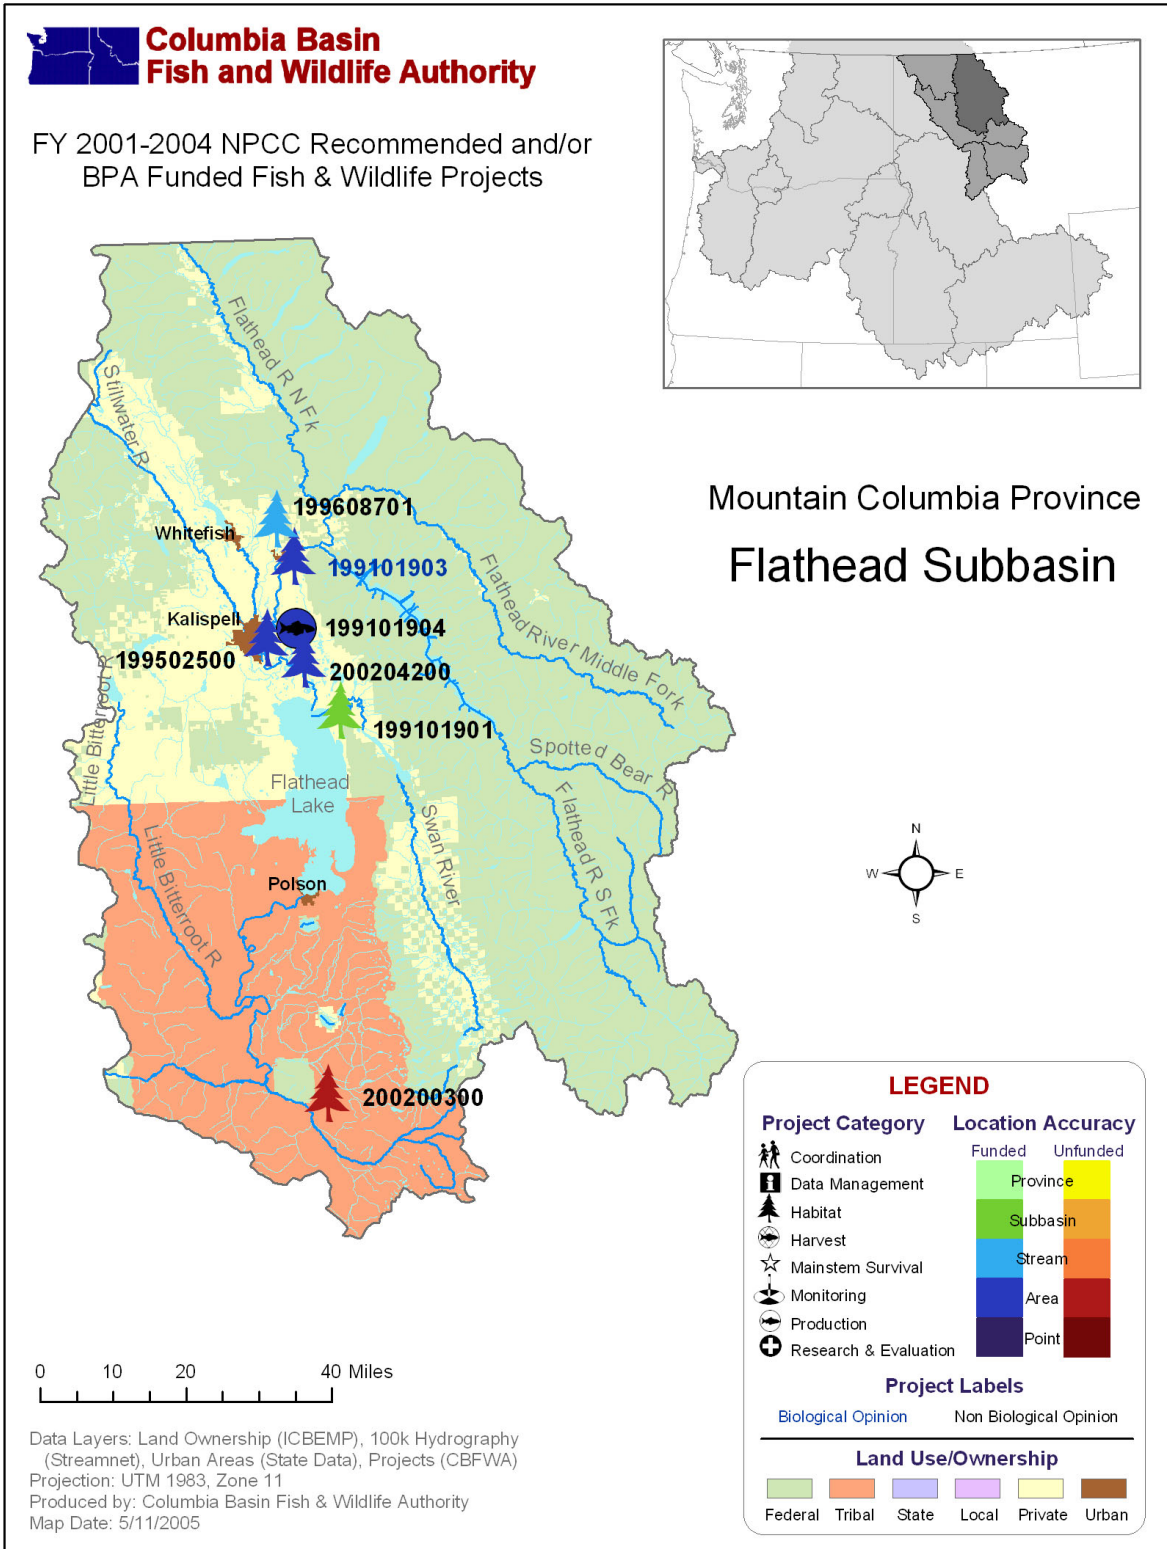 Columbia Basin
Fish and Wildlife Authority
FY 2001-2004 NPCC Recommended and/or
BPA Funded Fish & Wildlife Projects
Mountain Columbia Province
Flathead Subbasin
Flathead R N Fk
Stillwater R
199608701
Whitefish
199101903
Flathead River Middle Fork
Kalispell
199101904
199502500
200204200
199101901
Little Bitterroot R
Spotted Bear R
Flathead
Lake
Flathead R S Fk
Swan River
Little Bitterroot R
Polson
200200300
N
W
E
S
LEGEND
Project Category
Coordination
Data Management
Habitat
Harvest
Mainstem Survival
Monitoring
Production
Research & Evaluation
Location Accuracy
Funded Unfunded
Province
Subbasin
Stream
Area
Point
Project Labels
Biological Opinion Non Biological Opinion
Land Use/Ownership
Federal Tribal State Local Private Urban
0 10 20 40 Miles
Data Layers: Land Ownership (ICBEMP), 100k Hydrography
(Streamnet), Urban Areas (State Data), Projects (CBFWA)
Projection: UTM 1983, Zone 11
Produced by: Columbia Basin Fish & Wildlife Authority
Map Date: 5/11/2005